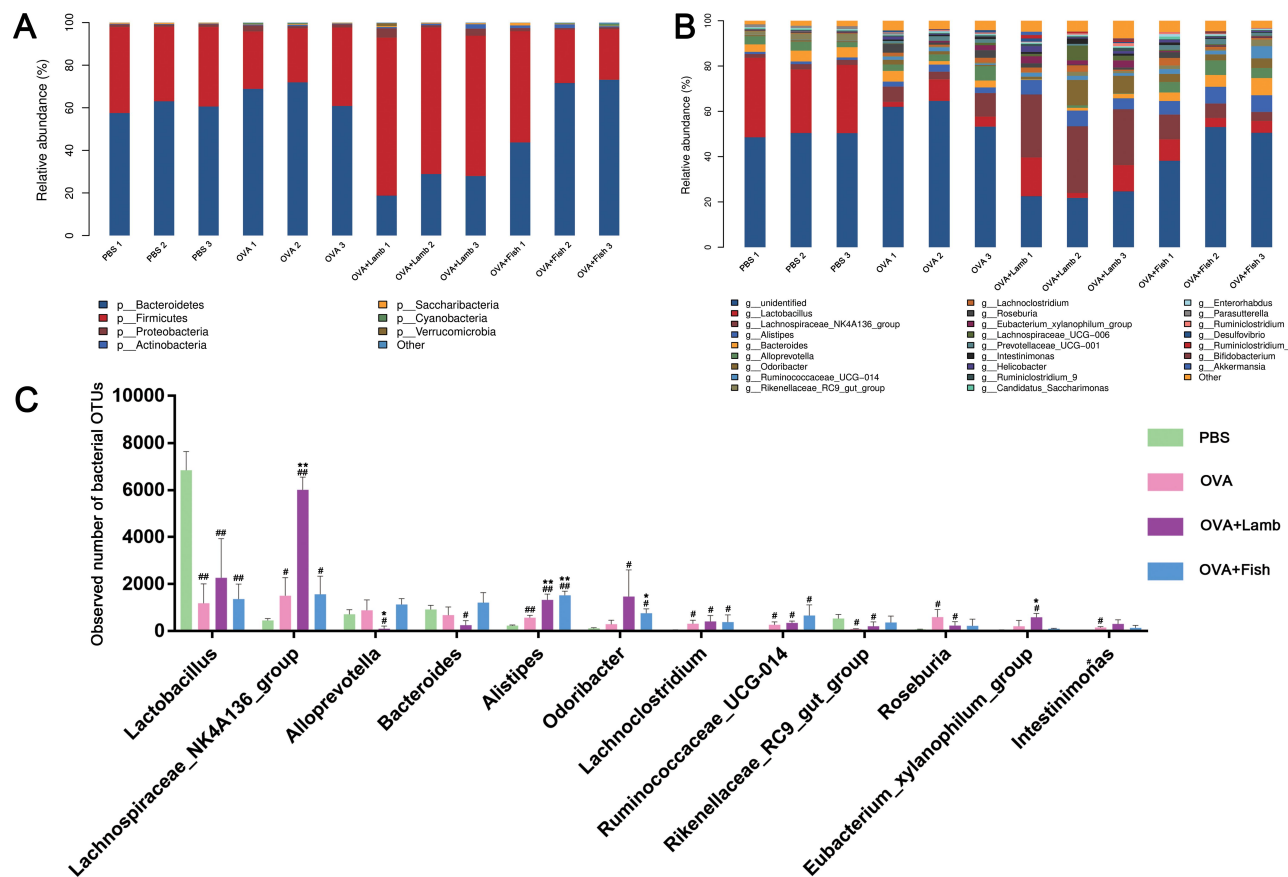 A
Relative abundance (%)
100
80
60
40
20
0
PBS 1
PBS 2
PBS 3
OVA 1
OVA 2
OVA 3
OVA+Lamb 1
OVA+Lamb 2
OVA+Lamb 3
OVA+Fish 1
OVA+Fish 2
OVA+Fish 3
p__Bacteroidetes
p__Firmicutes
p__Proteobacteria
p__Actinobacteria
p__Saccharibacteria
p__Cyanobacteria
p__Verrucomicrobia
Other
B
Relative abundance (%)
100
80
60
40
20
0
PBS 1
PBS 2
PBS 3
OVA 1
OVA 2
OVA 3
OVA+Lamb 1
OVA+Lamb 2
OVA+Lamb 3
OVA+Fish 1
OVA+Fish 2
OVA+Fish 3
g__unidentified
g__Lactobacillus
g__Lachnospiraceae_NK4A136_group
g__Alistipes
g__Bacteroides
g__Alloprevotella
g__Odoribacter
g__Ruminococcaceae_UCG-014
g__Rikenellaceae_RC9_gut_group
g__Lachnoclostridium
g__Roseburia
g__Eubacterium_xylanophilum_group
g__Lachnospiraceae_UCG-006
g__Prevotellaceae_UCG-001
g__Intestinimonas
g__Helicobacter
g__Ruminiclostridium_9
g__Candidatus_Saccharimonas
g__Enterorhabdus
g__Parasutterella
g__Ruminiclostridium
g__Desulfovibrio
g__Ruminiclostridium_
g__Bifidobacterium
g__Akkermansia
Other
C
Observed number of bacterial OTUs
10000
8000
6000
4000
2000
0
## ## ##
# ** ## #
* #
#
## ** ## ** ##
# * #
# # #
# # #
# #
# #
* #
# #
Lactobacillus
Lachnospiraceae_NK4A136_group
Alloprevotella
Bacteroides
Alistipes
Odoribacter
Lachnoclostridium
Ruminococcaceae_UCG-014
Rikenellaceae_RC9_gut_group
Roseburia
Eubacterium_xylanophilum_group
Intestinimonas
PBS
OVA
OVA+Lamb
OVA+Fish